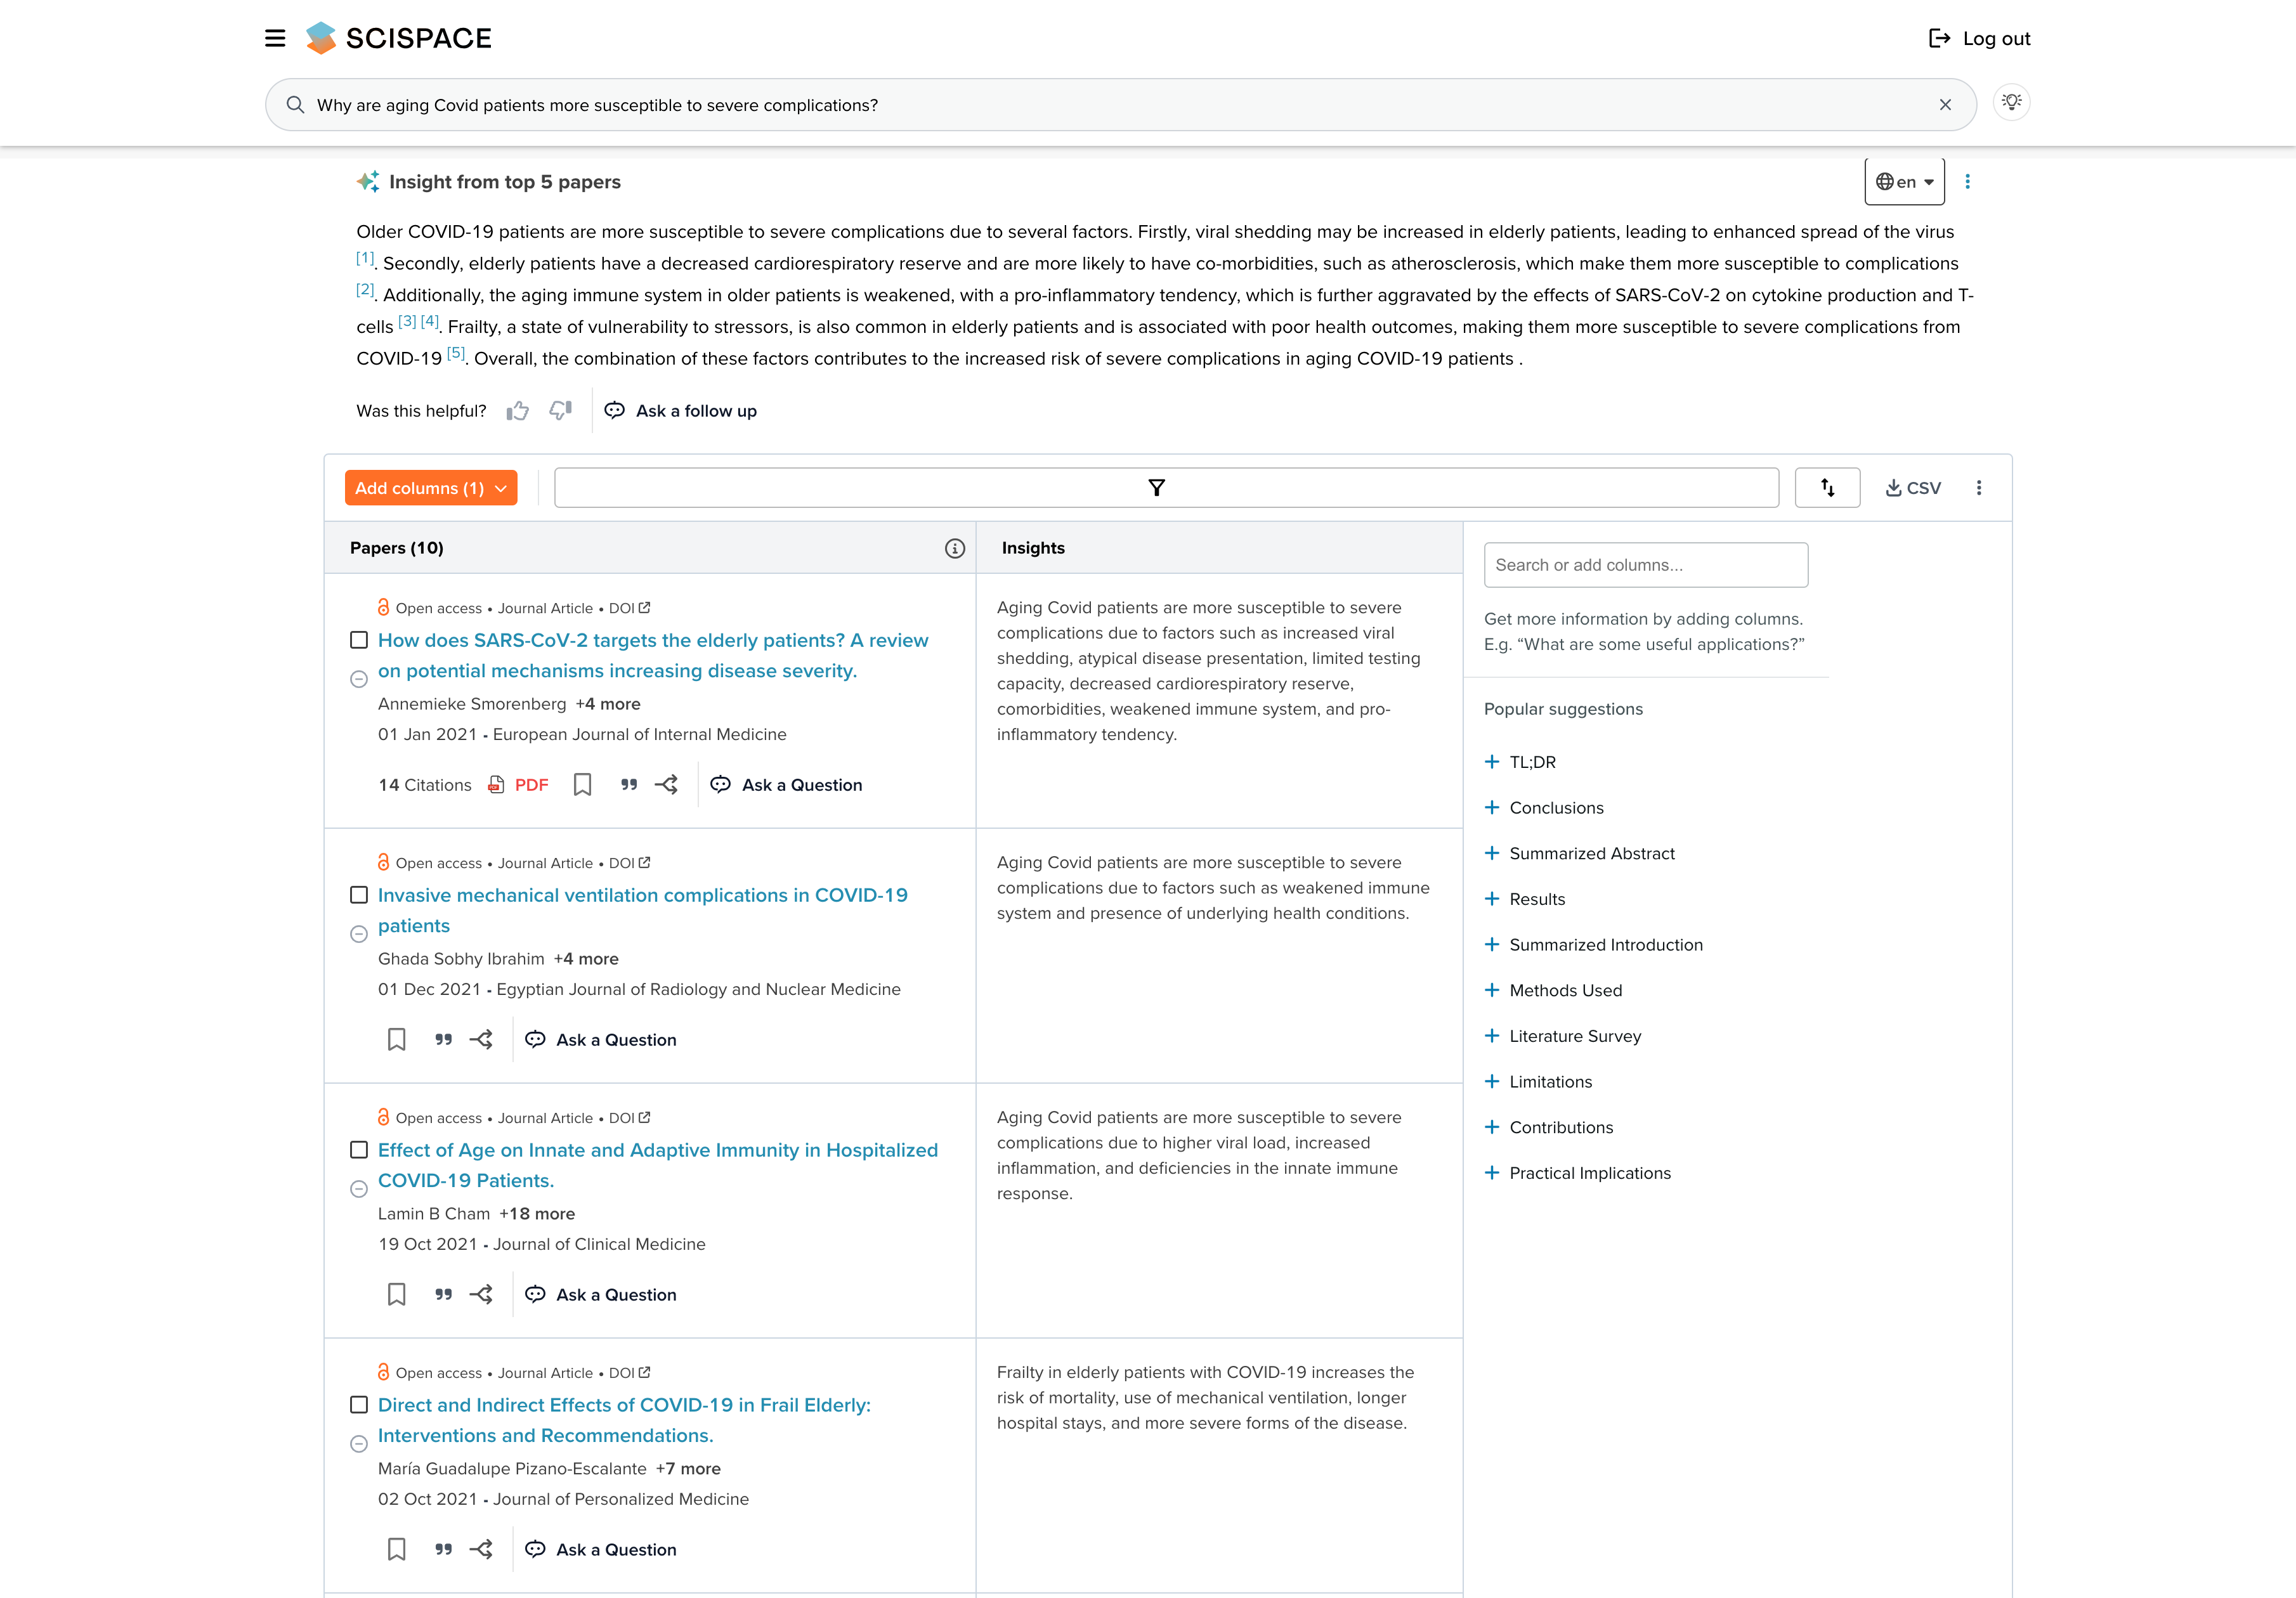 SCISPACE
Log out
Why are aging Covid patients more susceptible to severe complications?
Insight from top 5 papers
en
Older COVID-19 patients are more susceptible to severe complications due to several factors. Firstly, viral shedding may be increased in elderly patients, leading to enhanced spread of the virus
[1]. Secondly, elderly patients have a decreased cardiorespiratory reserve and are more likely to have co-morbidities, such as atherosclerosis, which make them more susceptible to complications
[2]. Additionally, the aging immune system in older patients is weakened, with a pro-inflammatory tendency, which is further aggravated by the effects of SARS-CoV-2 on cytokine production and T-
cells [3] [4]. Frailty, a state of vulnerability to stressors, is also common in elderly patients and is associated with poor health outcomes, making them more susceptible to severe complications from
COVID-19 [5]. Overall, the combination of these factors contributes to the increased risk of severe complications in aging COVID-19 patients .
Was this helpful?
Ask a follow up
Add columns (1)
CSV
Papers (10)
Insights
Open access • Journal Article • DOI
How does SARS-CoV-2 targets the elderly patients? A review
on potential mechanisms increasing disease severity.
Annemieke Smorenberg +4 more
01 Jan 2021 - European Journal of Internal Medicine
14 Citations PDF Ask a Question
Aging Covid patients are more susceptible to severe
complications due to factors such as increased viral
shedding, atypical disease presentation, limited testing
capacity, decreased cardiorespiratory reserve,
comorbidities, weakened immune system, and pro-
inflammatory tendency.
Open access • Journal Article • DOI
Invasive mechanical ventilation complications in COVID-19
patients
Ghada Sobhy Ibrahim +4 more
01 Dec 2021 - Egyptian Journal of Radiology and Nuclear Medicine
Ask a Question
Aging Covid patients are more susceptible to severe
complications due to factors such as weakened immune
system and presence of underlying health conditions.
Open access • Journal Article • DOI
Effect of Age on Innate and Adaptive Immunity in Hospitalized
COVID-19 Patients.
Lamin B Cham +18 more
19 Oct 2021 - Journal of Clinical Medicine
Ask a Question
Aging Covid patients are more susceptible to severe
complications due to higher viral load, increased
inflammation, and deficiencies in the innate immune
response.
Open access • Journal Article • DOI
Direct and Indirect Effects of COVID-19 in Frail Elderly:
Interventions and Recommendations.
María Guadalupe Pizano-Escalante +7 more
02 Oct 2021 - Journal of Personalized Medicine
Ask a Question
Frailty in elderly patients with COVID-19 increases the
risk of mortality, use of mechanical ventilation, longer
hospital stays, and more severe forms of the disease.
Search or add columns...
Get more information by adding columns.
E.g. “What are some useful applications?”
Popular suggestions
+ TL;DR
+ Conclusions
+ Summarized Abstract
+ Results
+ Summarized Introduction
+ Methods Used
+ Literature Survey
+ Limitations
+ Contributions
+ Practical Implications